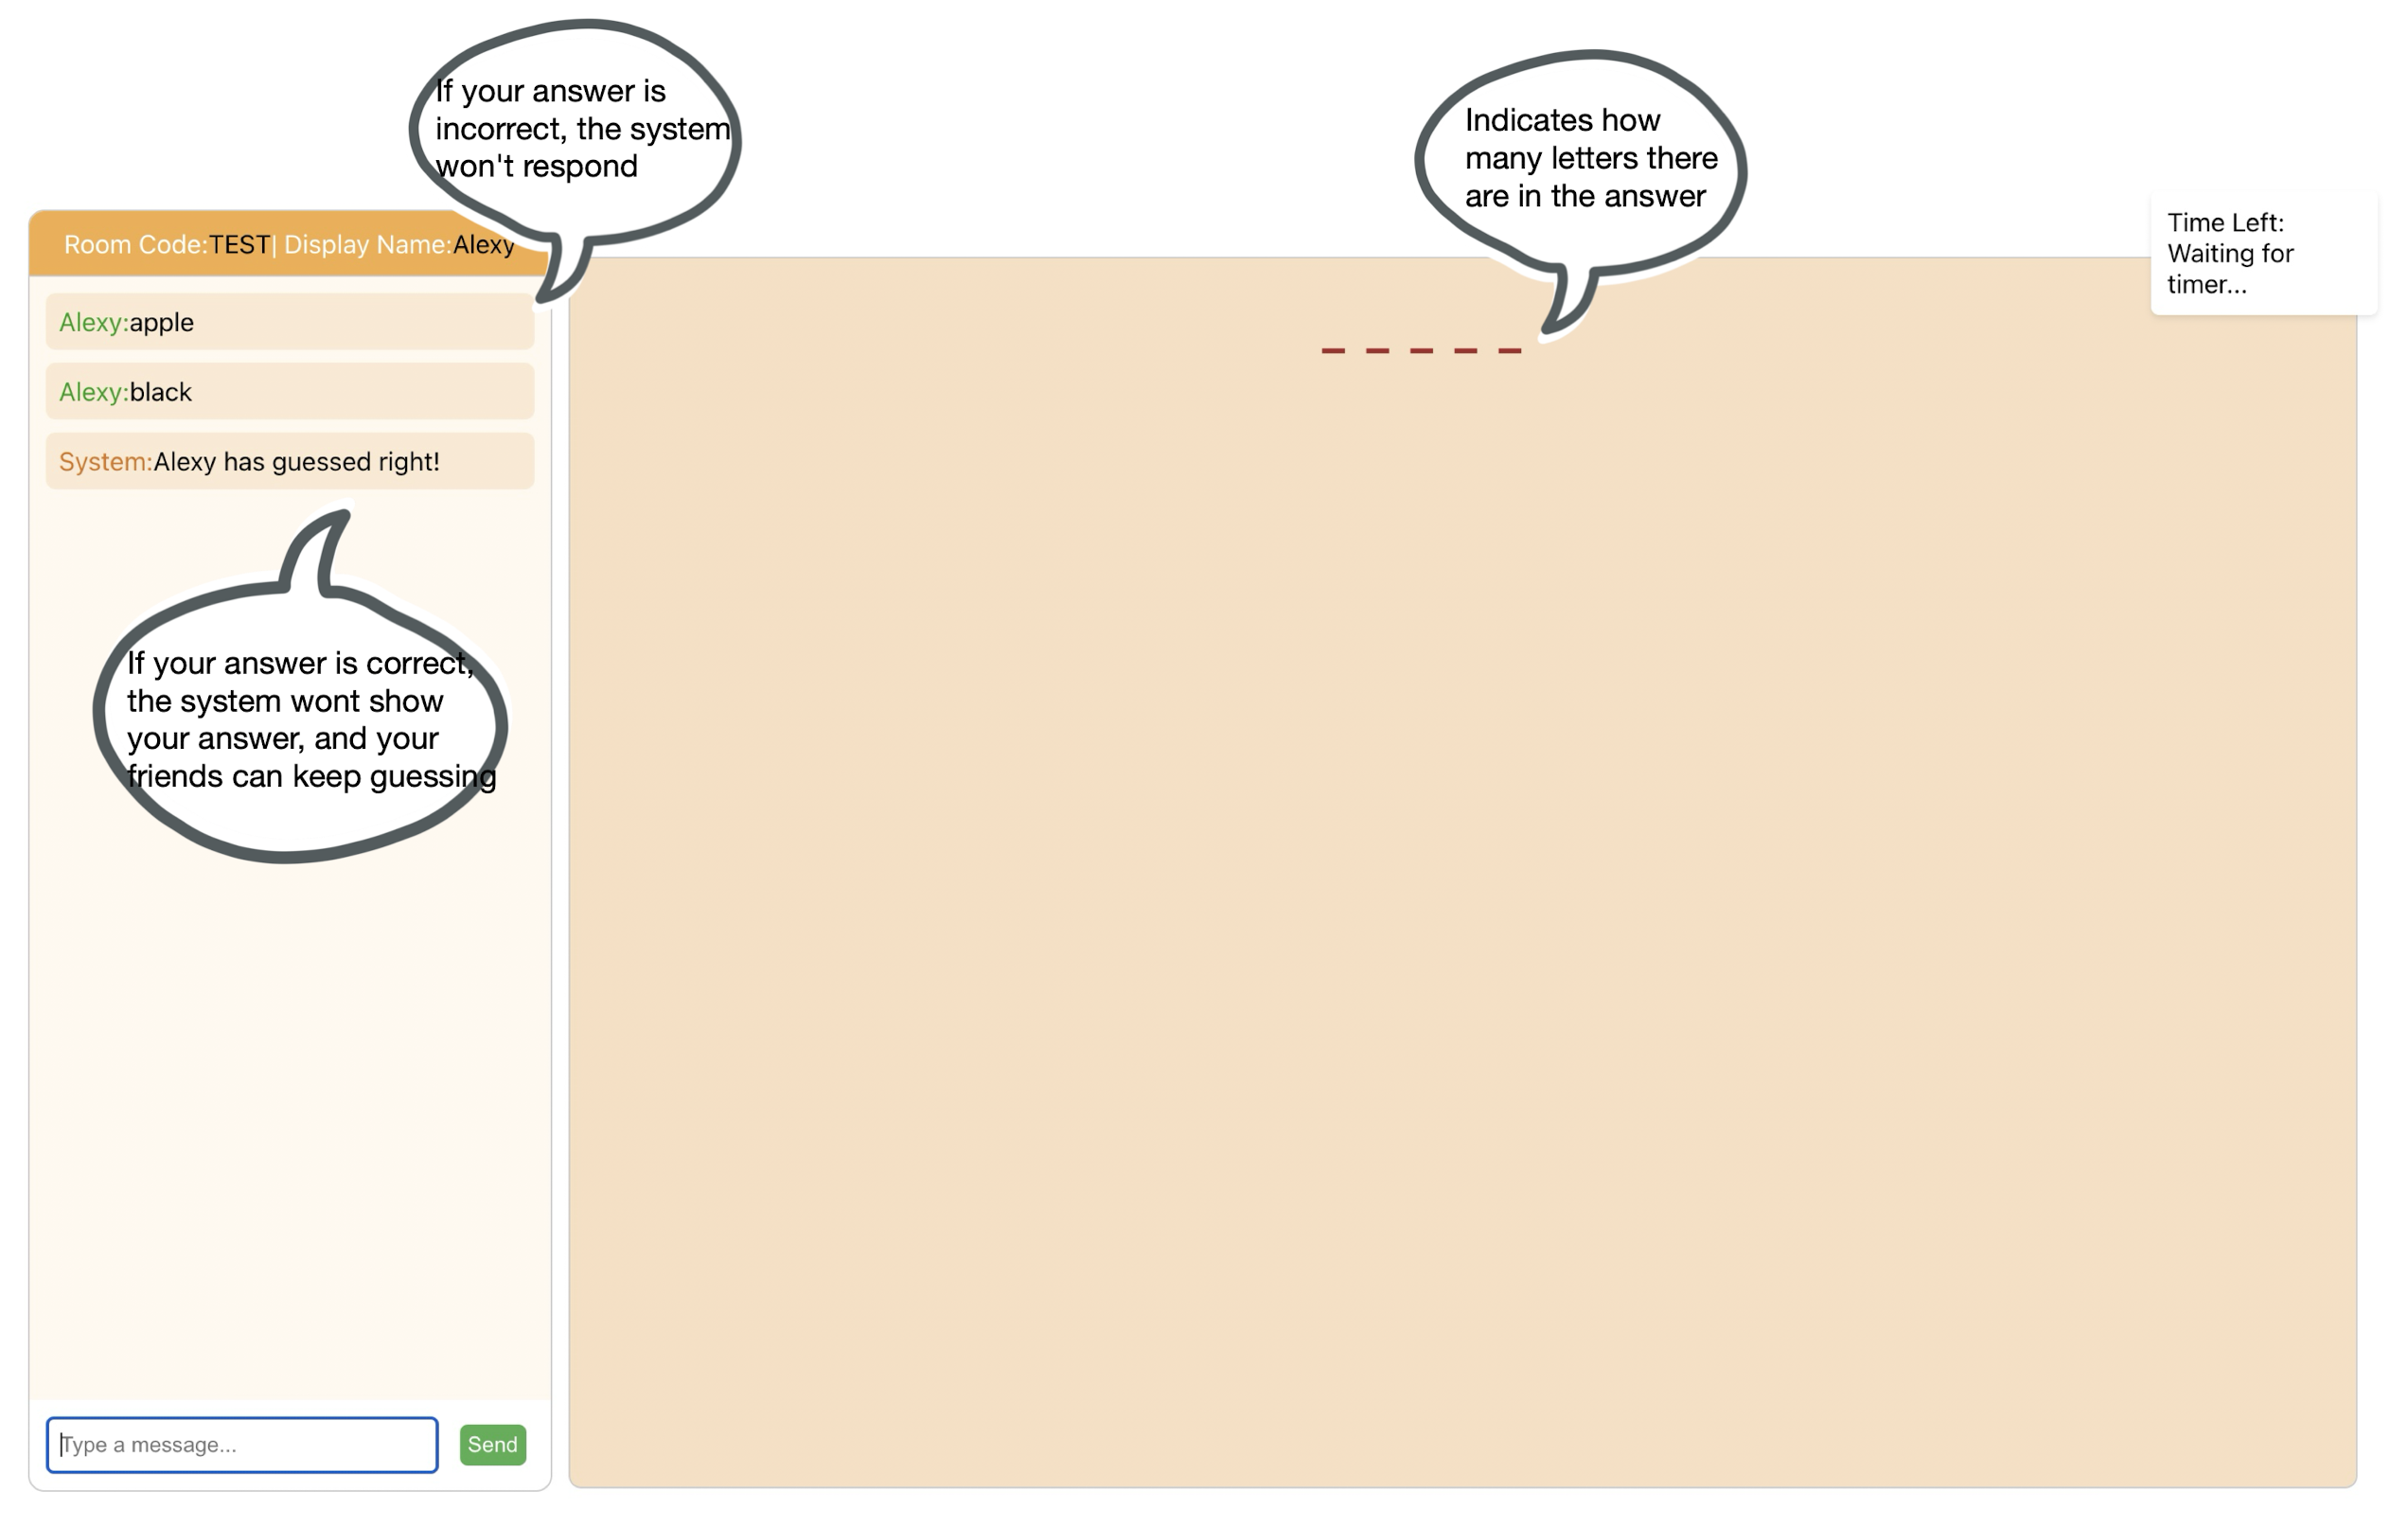 If your answer is
incorrect, the system
won't respond
Indicates how
many letters there
are in the answer
Room Code:TEST| Display Name:Alexy
Time Left:
Waiting for
timer...
Alexy:apple
Alexy:black
System:Alexy has guessed right!
_ _ _ _ _
If your answer is correct,
the system wont show
your answer, and your
friends can keep guessing
Type a message...
Send